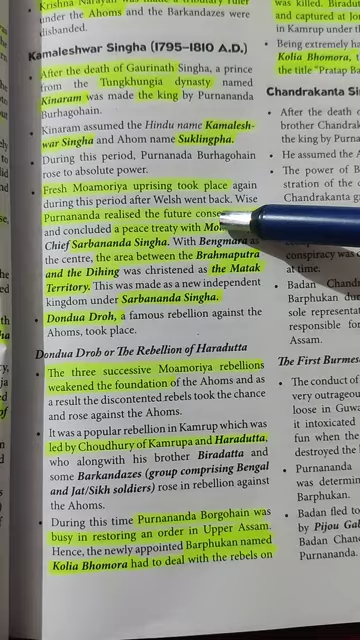 Krishna Narayan was made a tributary ruler
under the Ahoms and the Barkandazes were
disbanded.
Kamaleshwar Singha (1795–1810 A.D.)
After the death of Gaurinath Singha, a prince
from the Tungkhungia dynasty named
Kinaram was made the king by Purnananda
Burhagohain.
Kinaram assumed the Hindu name Kamalesh-
war Singha and Ahom name Suklingpha.
During this period, Purnananda Burhagohain
rose to absolute power.
Fresh Moamoriya uprising took place again
during this period after Welsh went back. Wise
Purnananda realised the future
and concluded a peace treaty with
Chief Sarbananda Singha. With Bengmara as
the centre, the area between the Brahmaputra
and the Dihing was christened as the Matak
Territory. This was made as a new independent
kingdom under Sarbananda Singha.
Dondua Droh, a famous rebellion against the
Ahoms, took place.
Dondua Droh or The Rebellion of Haradutta
The three successive Moamoriya rebellions
weakened the foundation of the Ahoms and as
a result the discontented rebels took the chance
and rose against the Ahoms.
It was a popular rebellion in Kamrup which was
led by Choudhury of Kamrupa and Haradutta,
who alongwith his brother Biradatta and
some Barkandazes (group comprising Bengal
and Jat/Sikh soldiers) rose in rebellion against
the Ahoms.
During this time Purnananda Borgohain was
busy in restoring an order in Upper Assam.
Hence, the newly appointed Barphukan named
Kolia Bhomora had to deal with the rebels on
was killed.
and captured at
in Kamrup under
Being extremely
Kolia Bhomora,
the title "Pratap
Chandrakanta
After the death
brother
the king by
He assumed the
The power of
stration of the
Chandrakanta
conspiracy was
at time.
Badan
Barphukan
sole
responsible for
Assam.
The First
The conduct of
very outrageous
loose in
it intoxicated
fun when the
destroyed the
Purnananda
was
Barphukan.
Badan fled to
by Pijou
Badan
Purnananda.